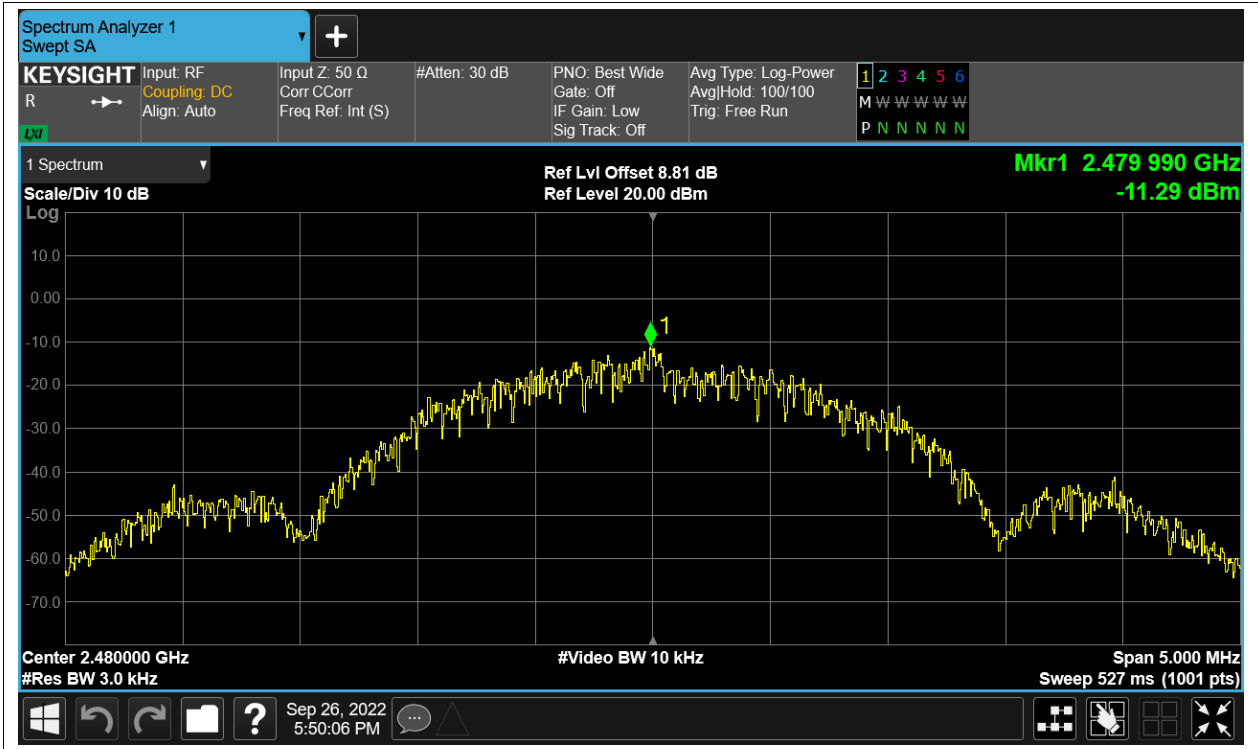 Spectrum Analyzer 1
Swept SA
+
KEYSIGHT
R
LXI
Input: RF
Coupling: DC
Align: Auto
Input Z: 50 Ω
Corr CCorr
Freq Ref: Int (S)
#Atten: 30 dB
PNO: Best Wide
Gate: Off
IF Gain: Low
Sig Track: Off
Avg Type: Log-Power
Avg|Hold: 100/100
Trig: Free Run
1 2 3 4 5 6
M W W W W W
P N N N N N
1 Spectrum
Scale/Div 10 dB
Log
Ref Lvl Offset 8.81 dB
Ref Level 20.00 dBm
Mkr1 2.479 990 GHz
-11.29 dBm
10.0
0.00
-10.0
-20.0
-30.0
-40.0
-50.0
-60.0
-70.0
1
Center 2.480000 GHz
#Res BW 3.0 kHz
#Video BW 10 kHz
Span 5.000 MHz
Sweep 527 ms (1001 pts)
?
Sep 26, 2022
5:50:06 PM